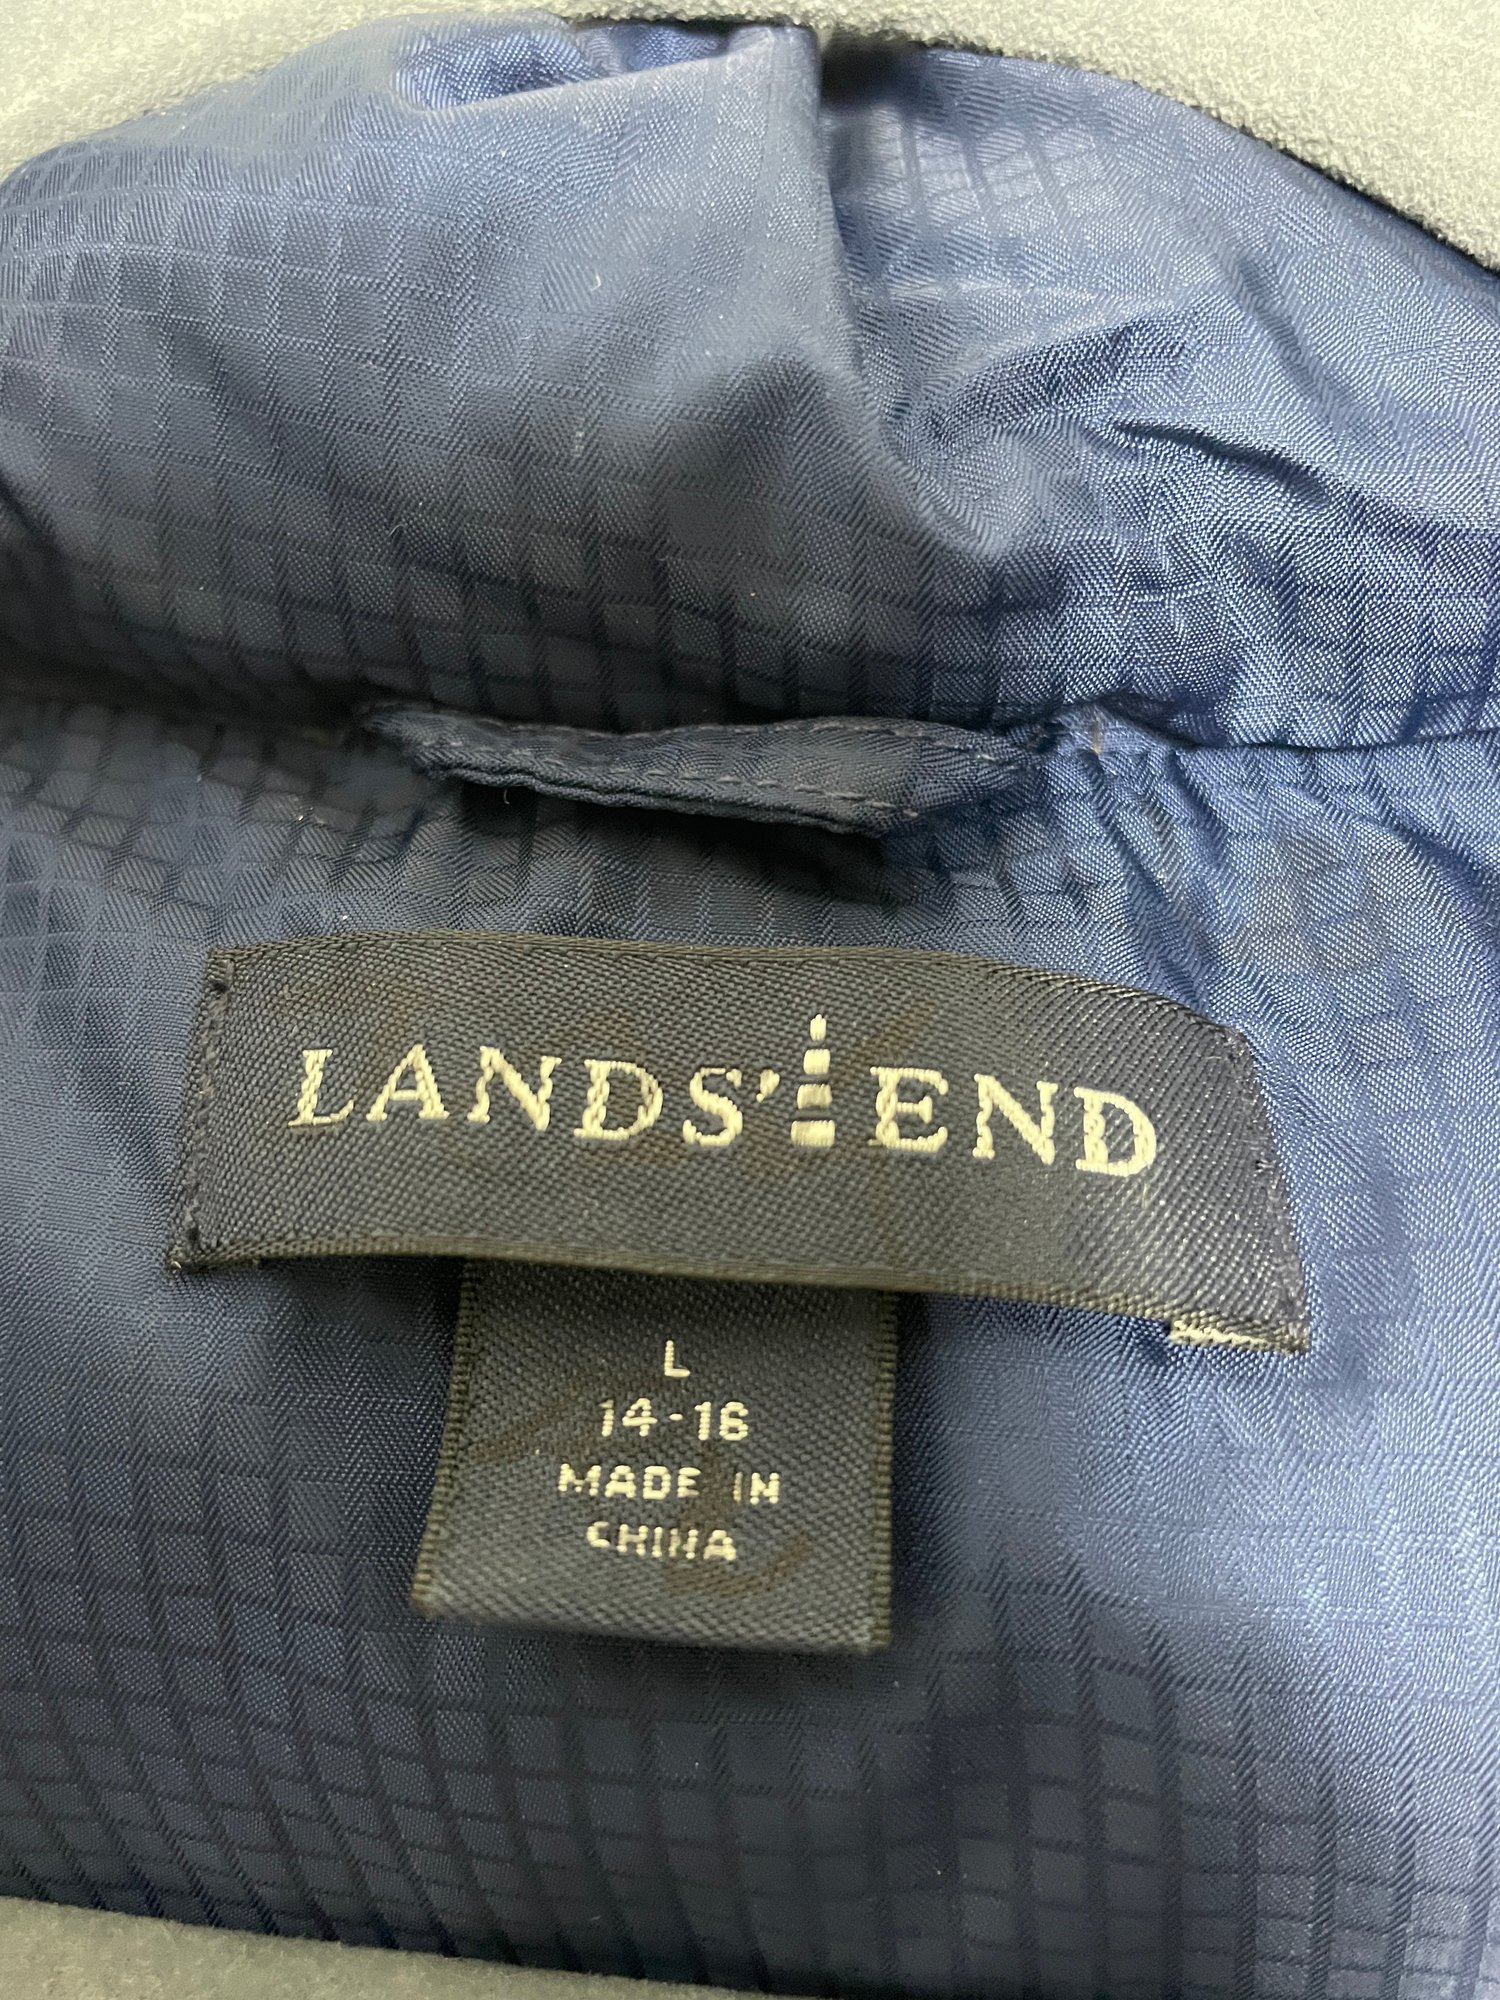 LANDS' END
L
14-16
MADE IN
CHINA